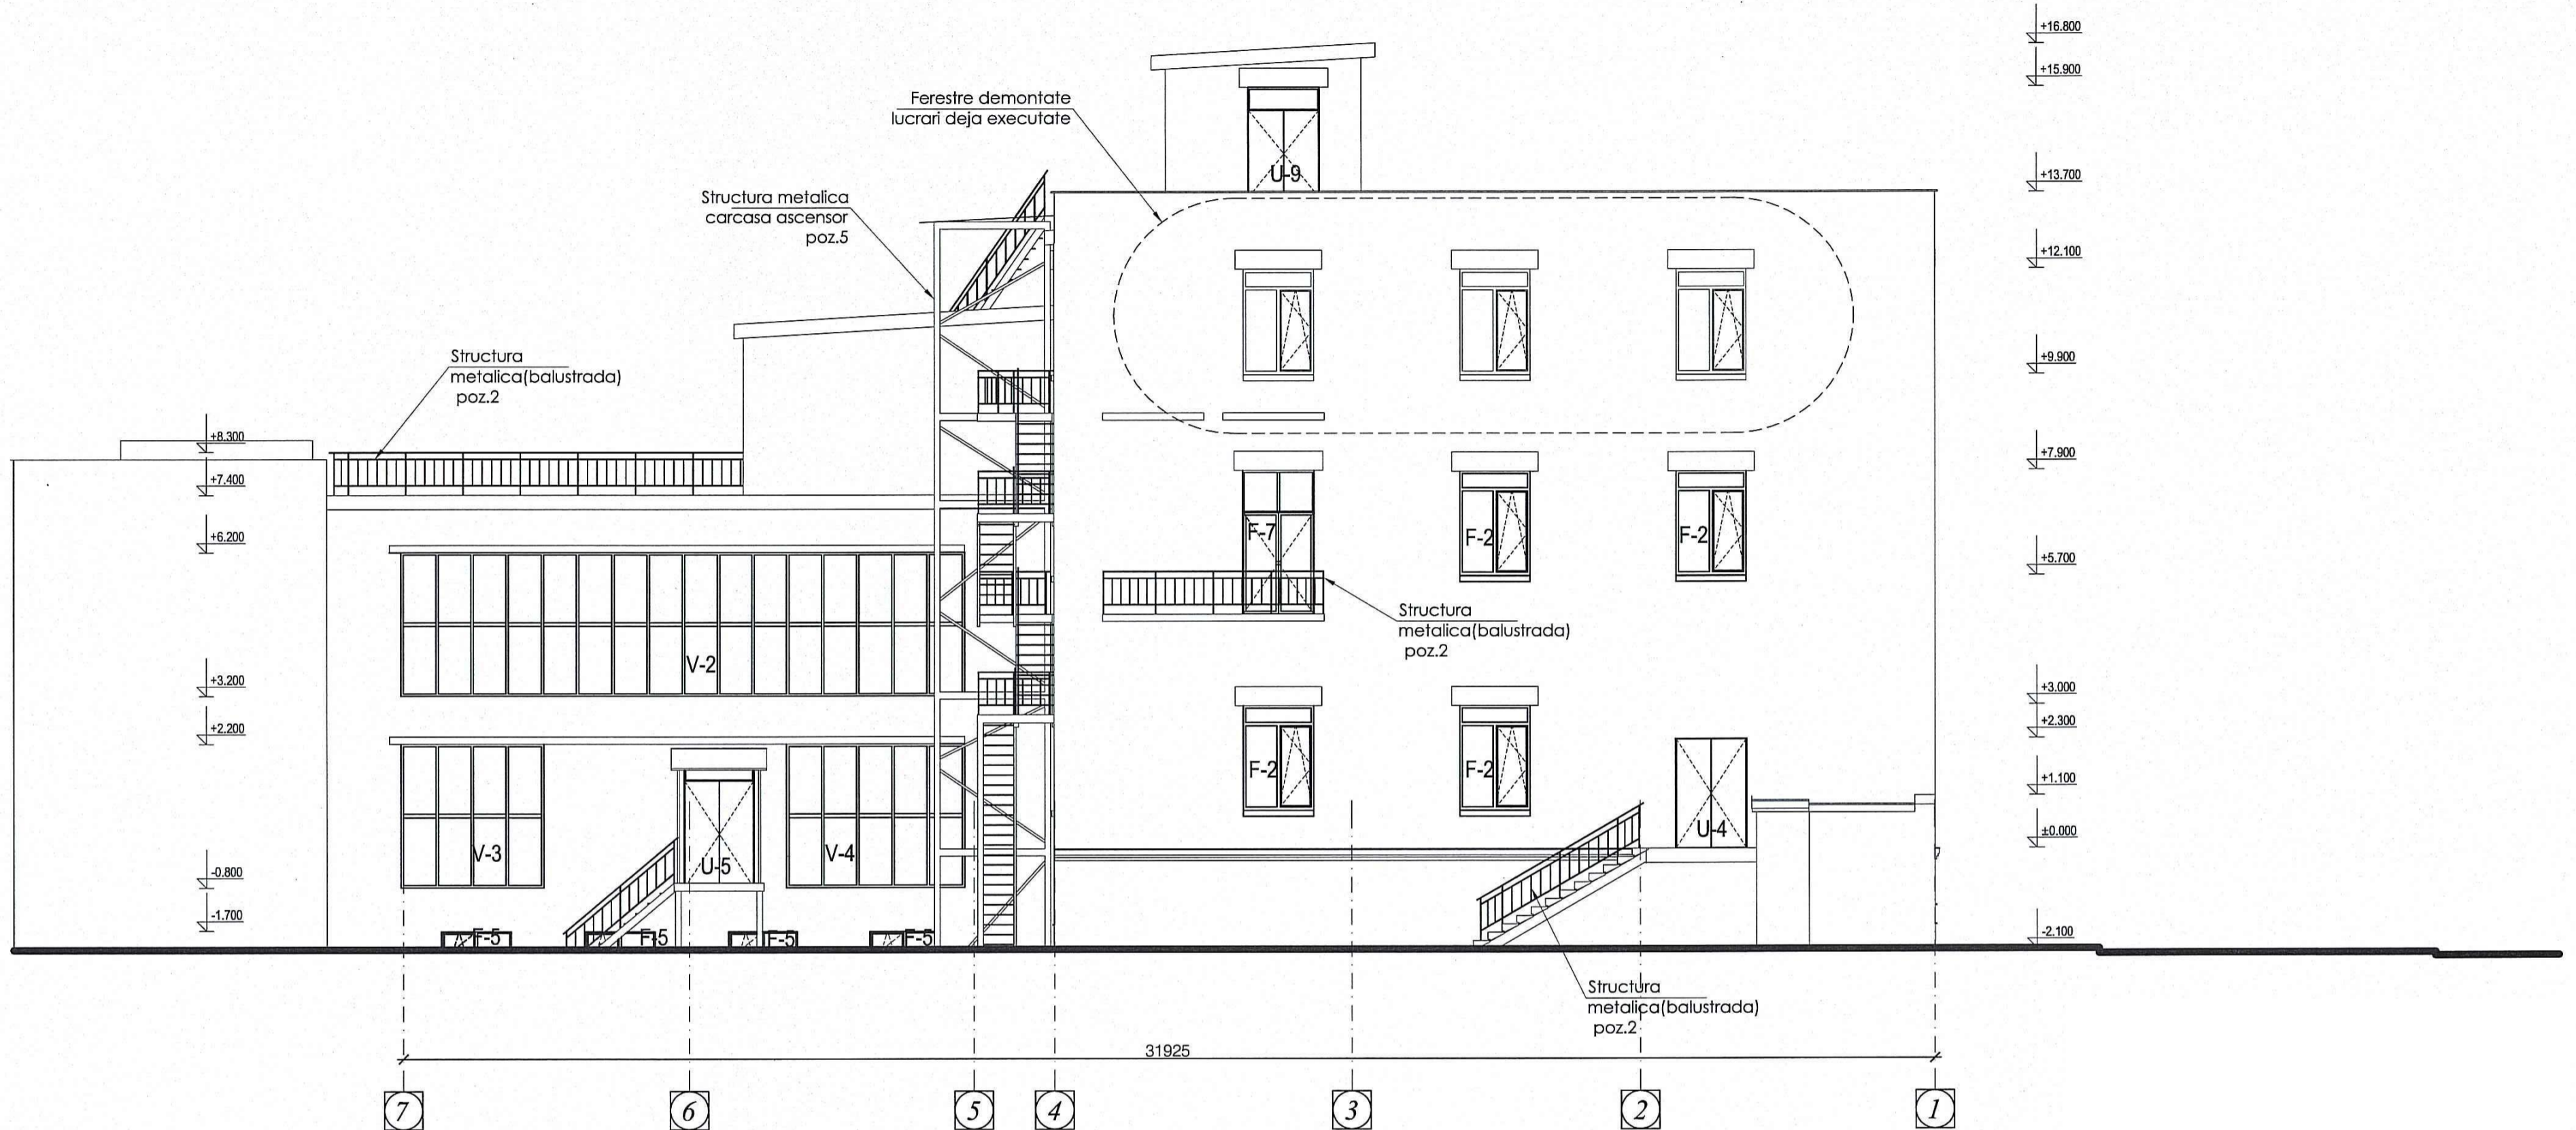 +16.800
+15.900
Ferestre demontate
lucrari deja executate
U-9
+13.700
Structura metalica
carcasa ascensor
poz.5
+12.100
Structura
metalica(balustrada)
poz.2
+9.900
+8.300
+7.900
+7.400
+6.200
F-7
F-2
F-2
+5.700
Structura
metalica(balustrada)
poz.2
V-2
+3.200
+3.000
+2.200
+2.300
F-2
F-2
+1.100
U-4
±0.000
V-3
U-5
V-4
-0.800
-1.700
F-5
F-5
F-5
F-5
-2.100
Structura
metalica(balustrada)
poz.2
31925
7
6
5
4
3
2
1